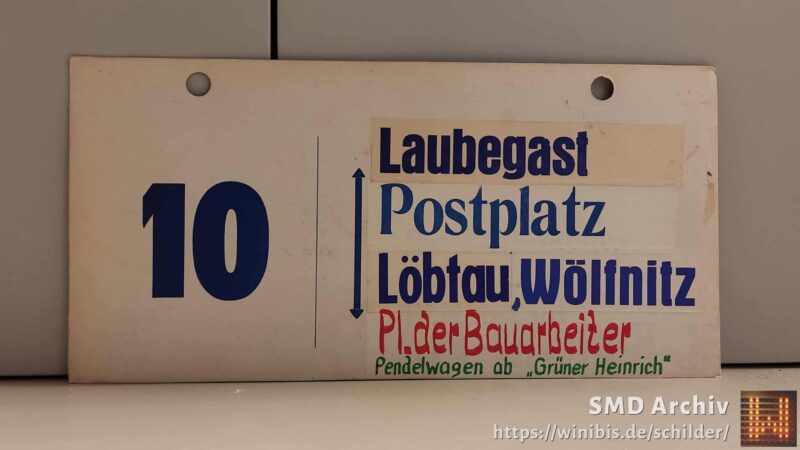 10
Laubegast
Postplatz
Löbtau, Wölfnitz
Pl. der Bauarbeiter
Pendelwagen ab „Grüner Heinrich"
SMD Archiv
https://winibis.de/schilder/